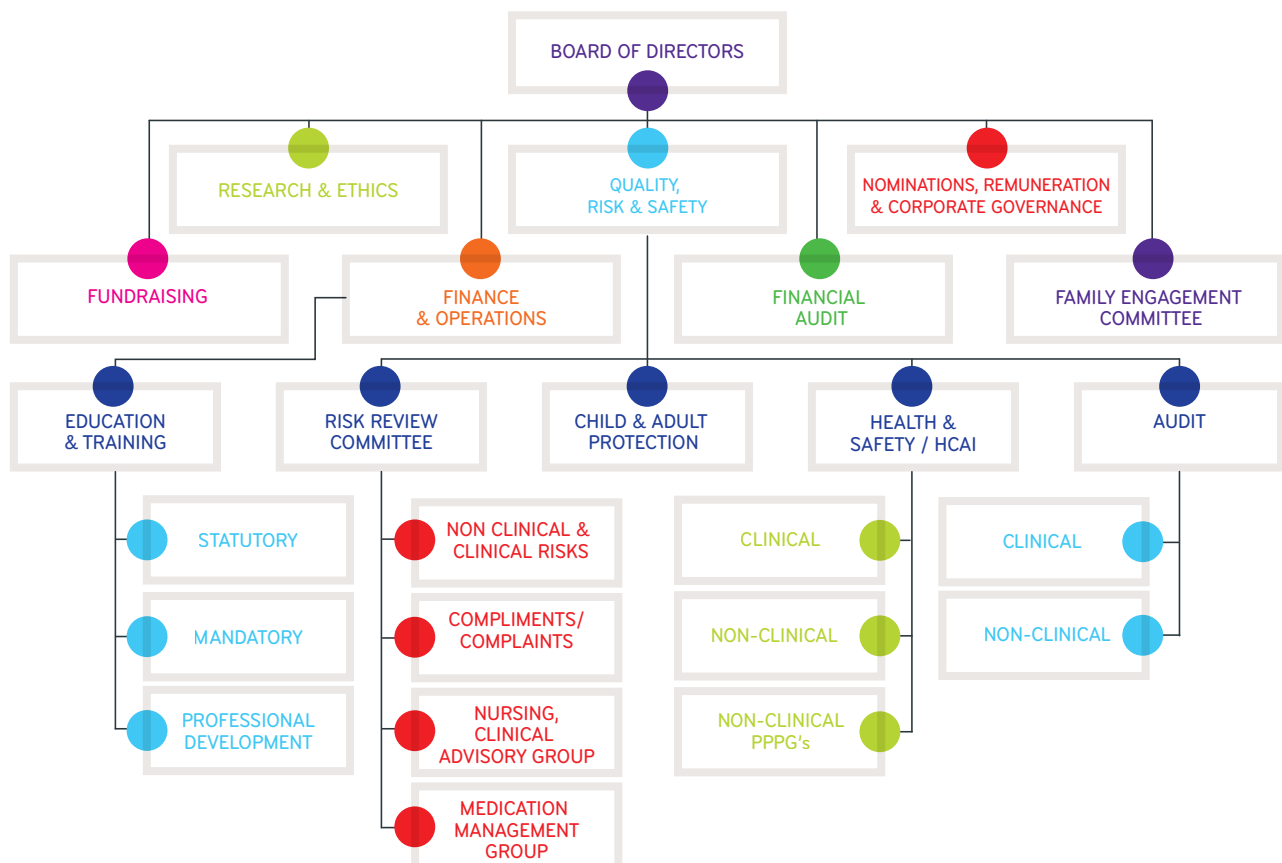 BOARD OF DIRECTORS
RESEARCH & ETHICS
QUALITY,
RISK & SAFETY
NOMINATIONS, REMUNERATION
& CORPORATE GOVERNANCE
FUNDRAISING
FINANCE
& OPERATIONS
FINANCIAL
AUDIT
FAMILY ENGAGEMENT
COMMITTEE
EDUCATION
& TRAINING
RISK REVIEW
COMMITTEE
CHILD & ADULT
PROTECTION
HEALTH &
SAFETY / HCAI
AUDIT
STATUTORY
MANDATORY
PROFESSIONAL
DEVELOPMENT
NON CLINICAL &
CLINICAL RISKS
COMPLIMENTS/
COMPLAINTS
NURSING,
CLINICAL
ADVISORY GROUP
MEDICATION
MANAGEMENT
GROUP
CLINICAL
NON-CLINICAL
NON-CLINICAL
PPPG's
CLINICAL
NON-CLINICAL